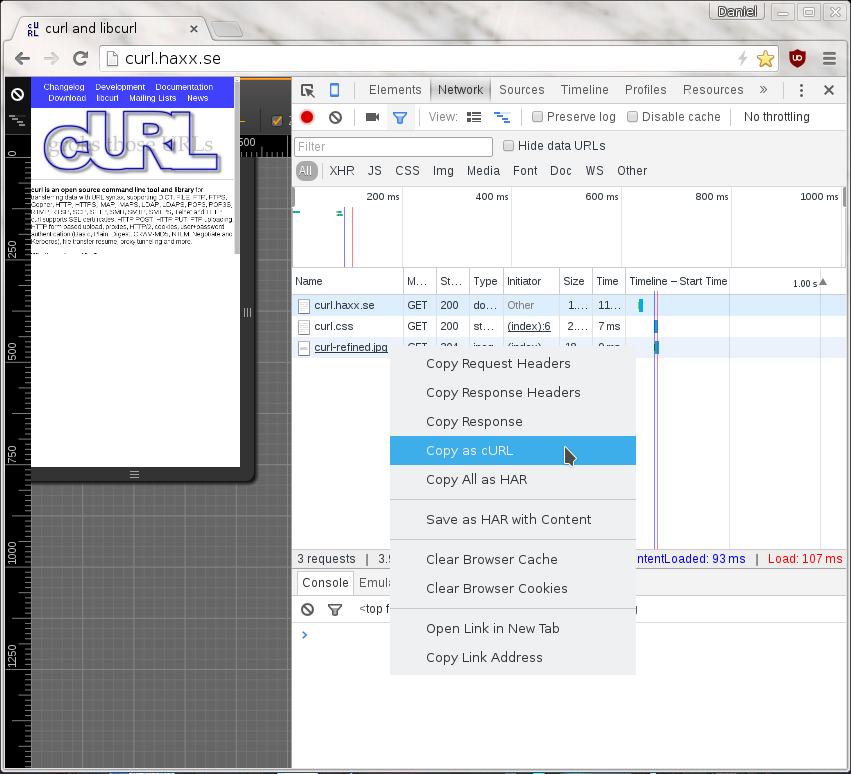 Daniel
cU
RL
curl and libcurl
curl.haxx.se
Changelog Development Documentation
Download libcurl Mailing Lists News
cURL
grabs those URLs
curl is an open source command line tool and library for
transferring data with URL syntax, supporting DICT, FILE, FTP, FTPS,
Gopher, HTTP, HTTPS, IMAP, IMAPS, LDAP, LDAPS, POP3, POP3S,
RTMP, RTSP, SCP, SFTP, SMB, SMTP, SMTPS, Telnet and TFTP.
curl supports SSL certificates, HTTP POST, HTTP PUT, FTP uploading,
HTTP form based upload, proxies, HTTP/2, cookies, user+password
authentication (Basic, Plain, Digest, CRAM-MD5, NTLM, Negotiate and
Kerberos), file transfer resume, proxy tunneling and more.
500
0
250
500
750
1000
1250
Elements Network Sources Timeline Profiles Resources »
View: Preserve log Disable cache No throttling
Filter Hide data URLs
All XHR JS CSS Img Media Font Doc WS Other
200 ms 400 ms 600 ms 800 ms 1000 ms
Name M... St... Type Initiator Size Time Timeline – Start Time 1.00 s
curl.haxx.se GET 200 do... Other 1.... 11...
curl.css GET 200 st... (index):6 2.... 7 ms
curl-refined.jpg
Copy Request Headers
Copy Response Headers
Copy Response
Copy as cURL
Copy All as HAR
Save as HAR with Content
Clear Browser Cache
Clear Browser Cookies
Open Link in New Tab
Copy Link Address
3 requests | 3.9 ntentLoaded: 93 ms | Load: 107 ms
Console Emula
<top f